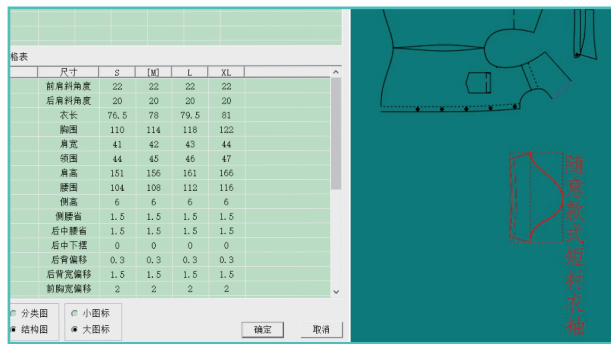 格表
尺寸 S [M] L XL
前肩斜角度 22 22 22 22
后肩斜角度 20 20 20 20
衣长 76.5 78 79.5 81
胸围 110 114 118 122
肩宽 41 42 43 44
领围 44 45 46 47
肩高 151 156 161 166
腰围 104 108 112 116
侧高 6 6 6 6
侧腰省 1.5 1.5 1.5 1.5
后中腰省 1.5 1.5 1.5 1.5
后中下摆 0 0 0 0
后背偏移 0.3 0.3 0.3 0.3
后背宽偏移 1.5 1.5 1.5 1.5
前胸宽偏移 2 2 2 2
分类图 小图标
结构图 大图标
确定 取消
随意款式短衬衣袖